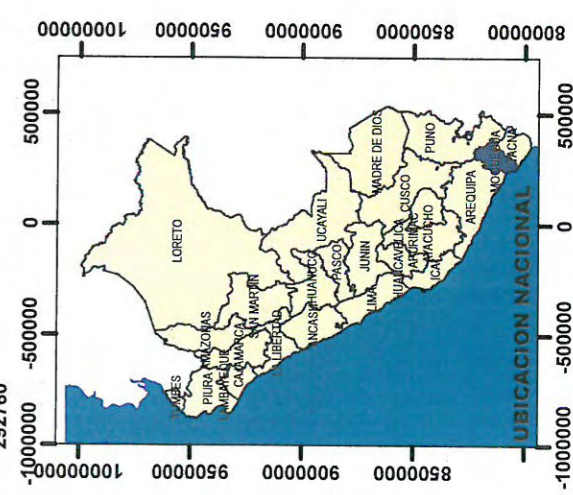 292760
10000000 9500000 9000000 8500000 8000000
-1000000 -500000 0 500000
LORETO
TUMBES
PIURA
AMAZONAS
LAMBAYEQUE
CAJAMARCA
SAN MARTIN
LIBERTAD
ANCASH
HUANUCO
UCAYALI
PASCO
JUNIN
LIMA
MADRE DE DIOS
CUSCO
HUANCAVELICA
APURIMAC
AYACUCHO
ICA
PUNO
AREQUIPA
MOQUEGUA
TACNA
UBICACION NACIONAL
-1000000 -500000 0 500000
10000000 9500000 9000000 8500000